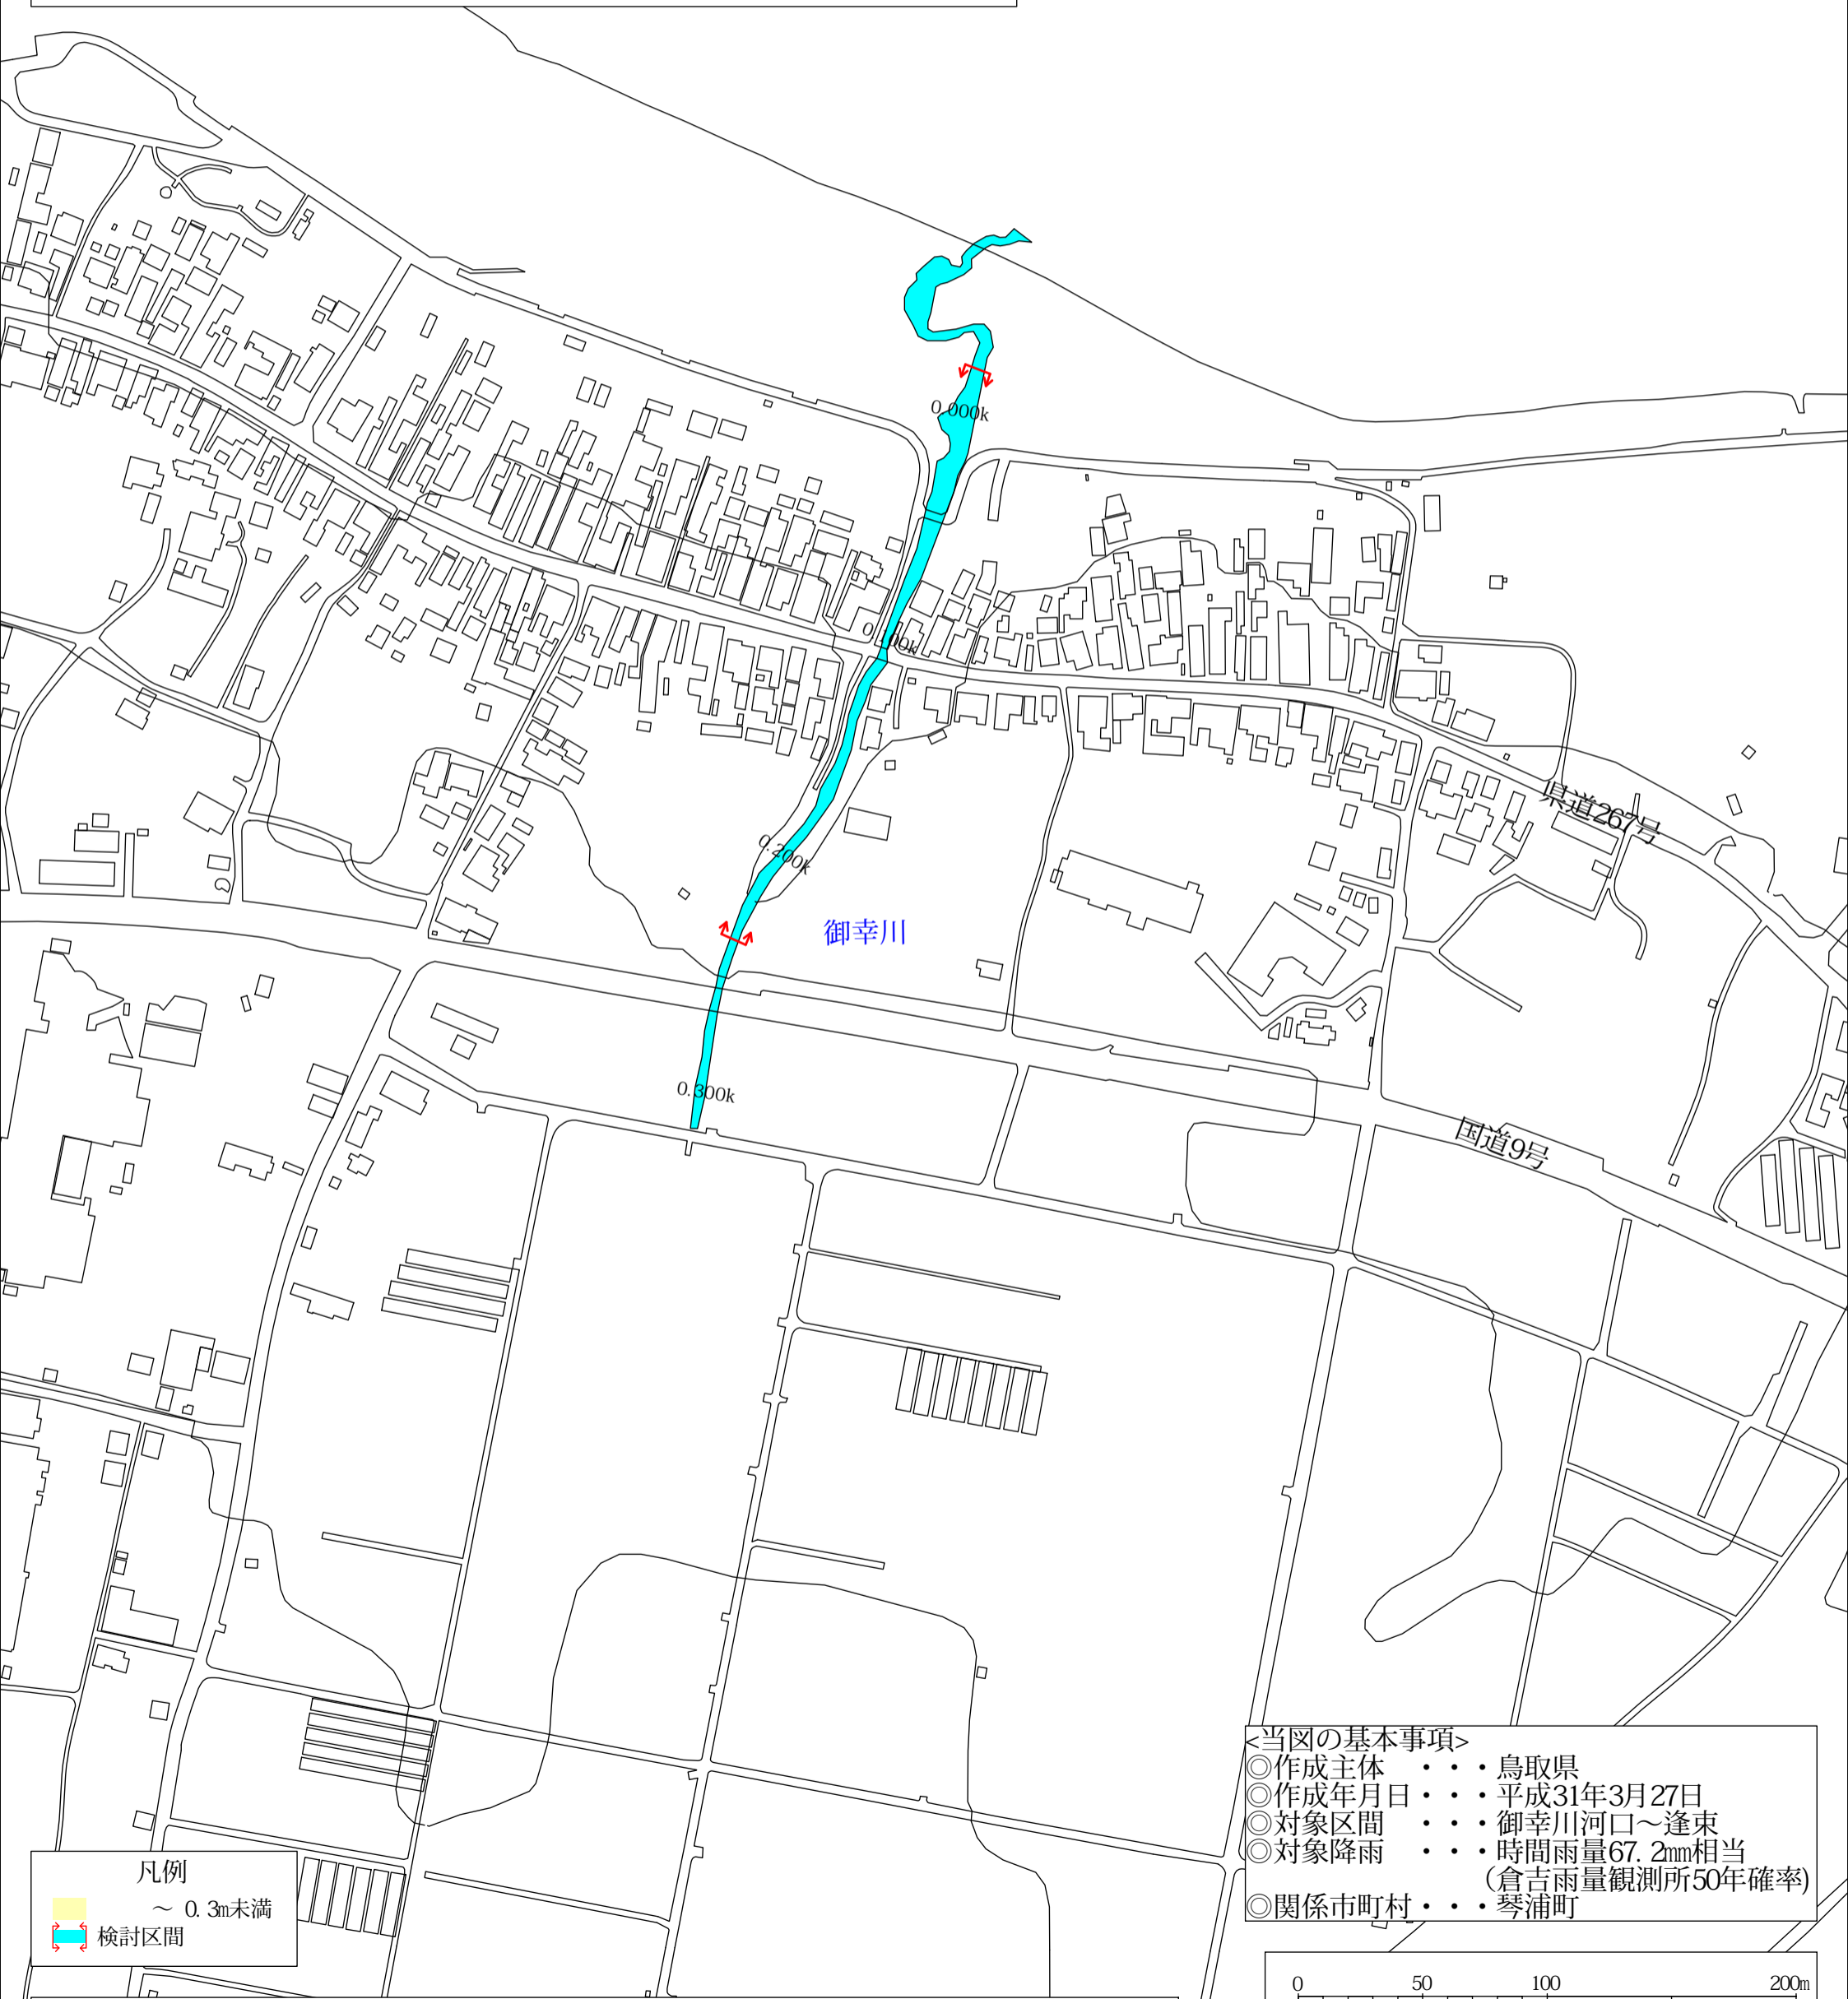 0.000k
0.100k
県道267号
0.200k
御幸川
0.300k
国道9号
<当図の基本事項>
◎作成主体 ・・・鳥取県
◎作成年月日・・・平成31年3月27日
◎対象区間 ・・・御幸川河口～逢束
◎対象降雨 ・・・時間雨量67.2mm相当
(倉吉雨量観測所50年確率)
◎関係市町村・・・琴浦町
凡例
～ 0.3m未満
検討区間
0 50 100 200m